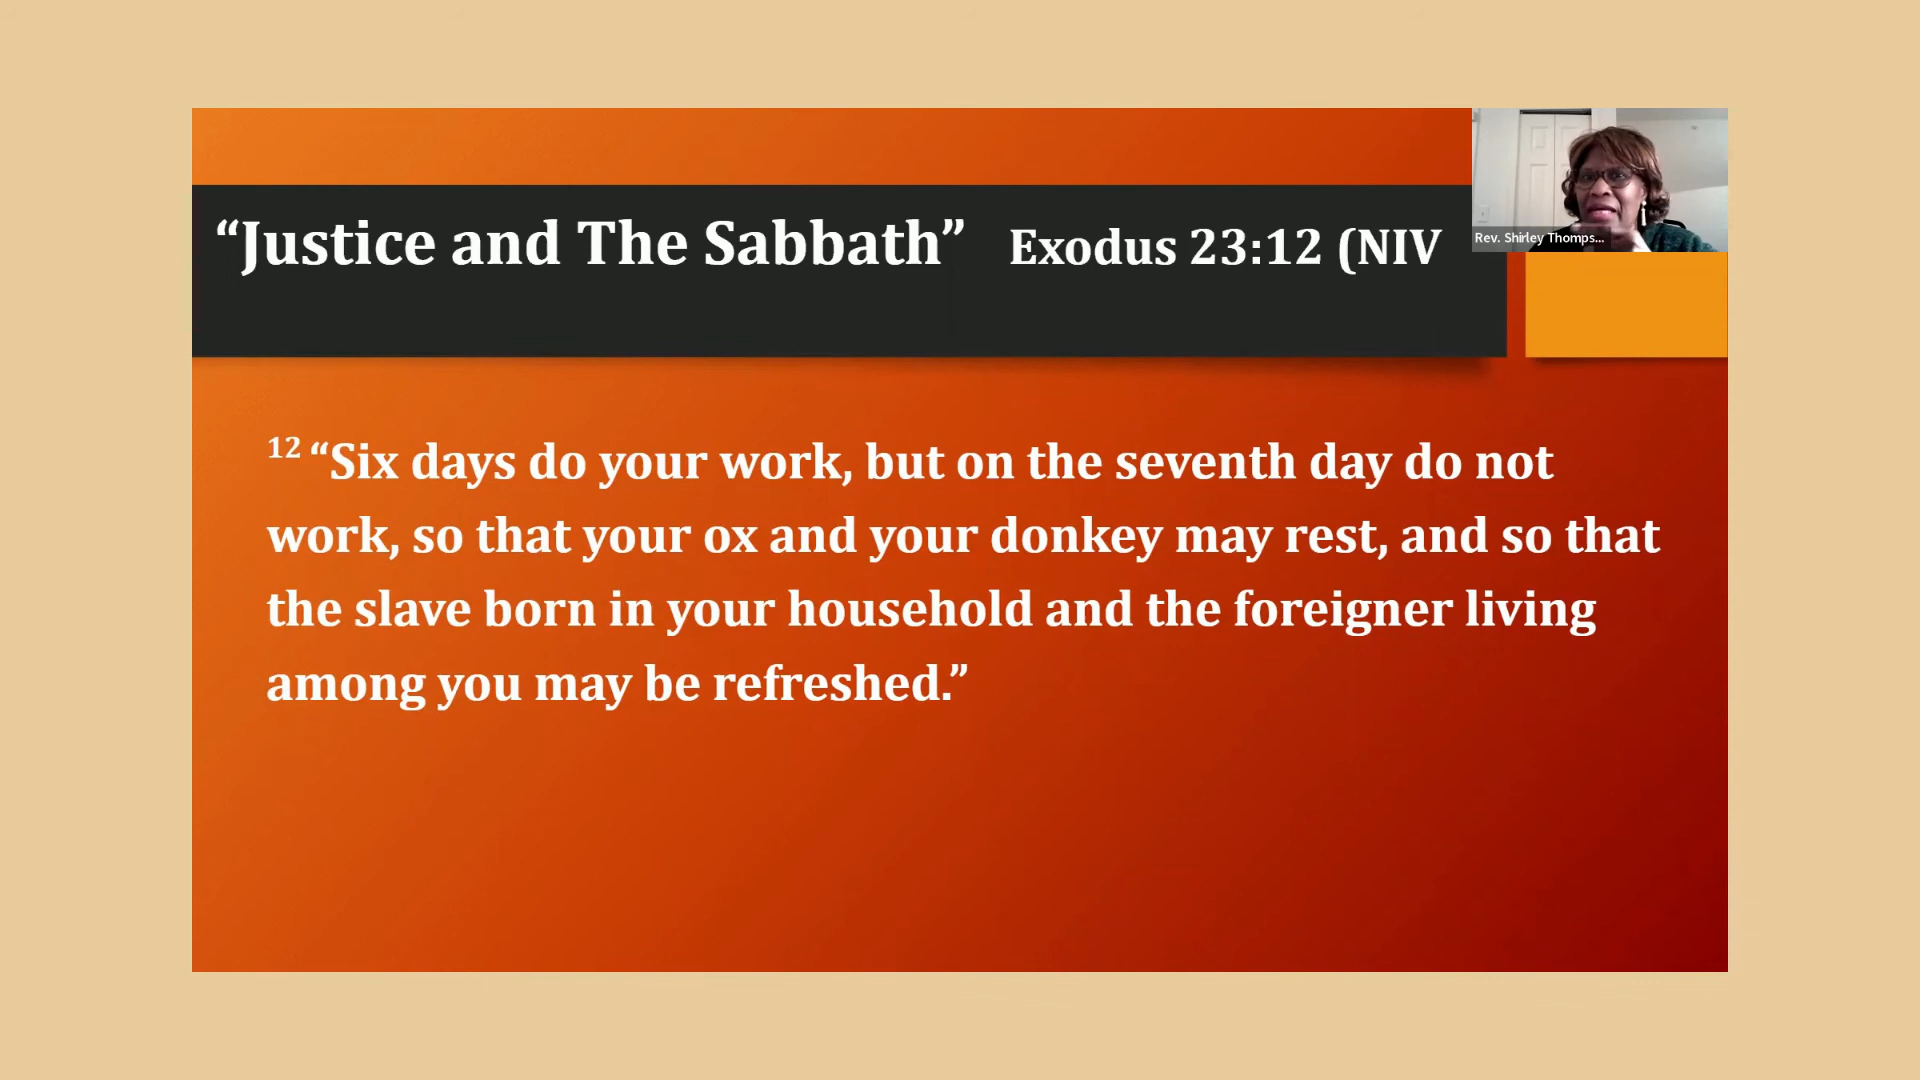 “Justice and The Sabbath” Exodus 23:12 (NIV
Rev. Shirley Thomps...
12 “Six days do your work, but on the seventh day do not
work, so that your ox and your donkey may rest, and so that
the slave born in your household and the foreigner living
among you may be refreshed.”